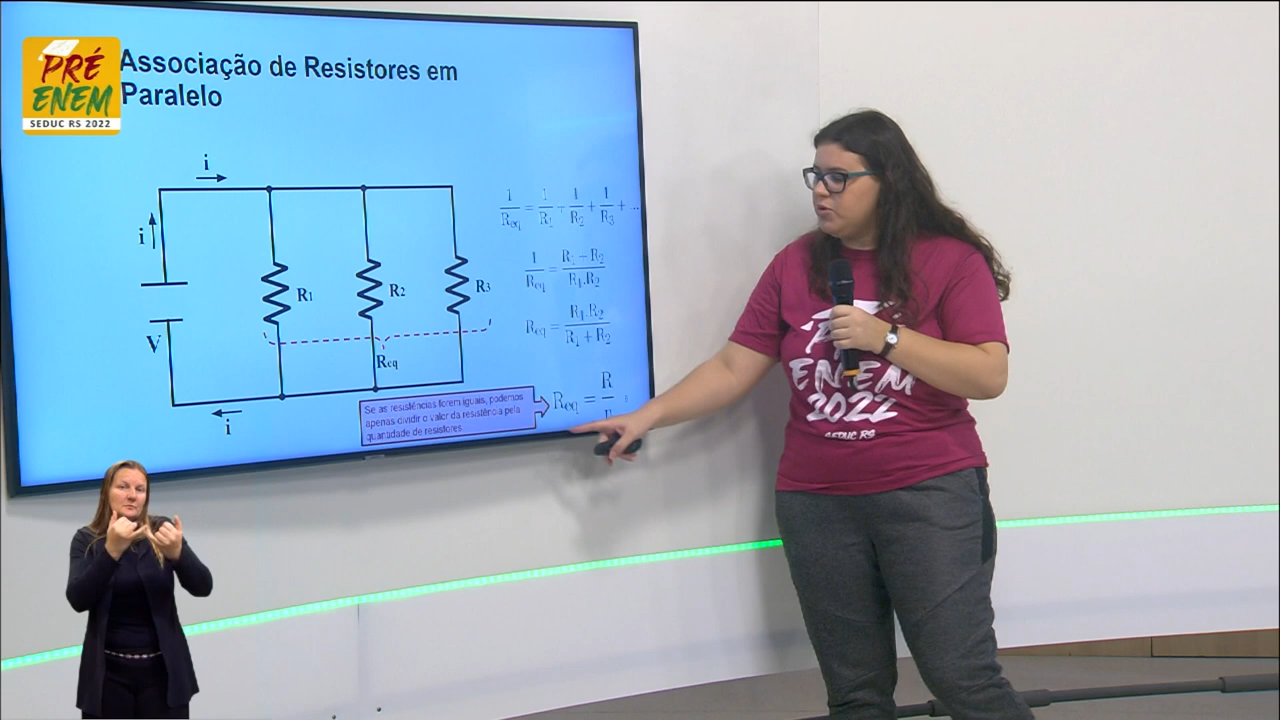 PRÉ
ENEM
SEDUC RS 2022
Associação de Resistores em
Paralelo
i
i
R1
R2
R3
V
Req
i
1/Req = 1/R1 + 1/R2 + 1/R3 + ...
1/Req = R1 + R2/R1.R2
Req = R1.R2/R1 + R2
Se as resistências forem iguais, podemos
apenas dividir o valor da resistência pela
quantidade de resistores.
Req = R
ENEM
2022
SEDUC RS